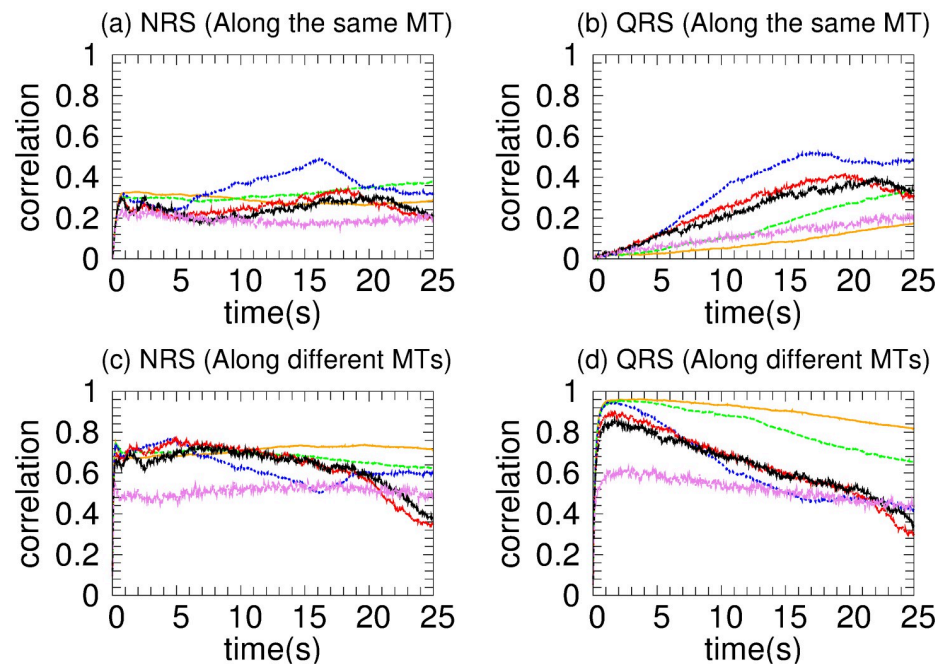 (a) NRS (Along the same MT)
1
0.8
0.6
0.4
0.2
0
correlation
0 5 10 15 20 25
time(s)
(b) QRS (Along the same MT)
1
0.8
0.6
0.4
0.2
0
correlation
0 5 10 15 20 25
time(s)
(c) NRS (Along different MTs)
1
0.8
0.6
0.4
0.2
0
correlation
0 5 10 15 20 25
time(s)
(d) QRS (Along different MTs)
1
0.8
0.6
0.4
0.2
0
correlation
0 5 10 15 20 25
time(s)